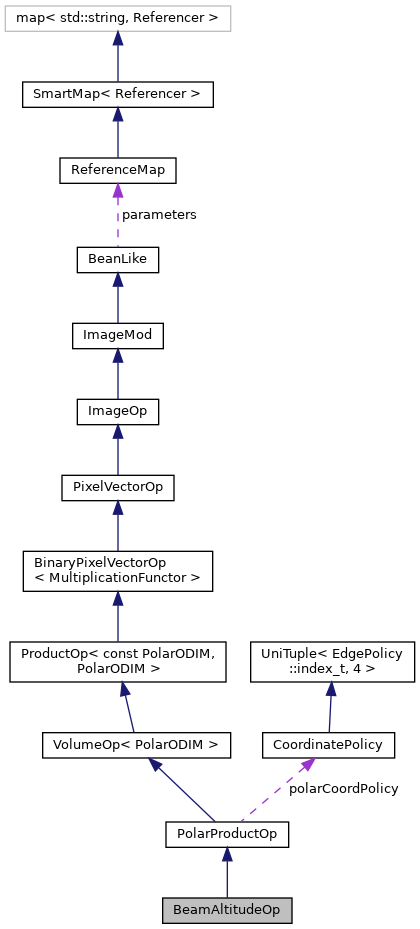 map< std::string, Referencer >
SmartMap< Referencer >
ReferenceMap
parameters
BeanLike
ImageMod
ImageOp
PixelVectorOp
BinaryPixelVectorOp
< MultiplicationFunctor >
ProductOp< const PolarODIM,
PolarODIM >
UniTuple< EdgePolicy
::index_t, 4 >
VolumeOp< PolarODIM >
CoordinatePolicy
polarCoordPolicy
PolarProductOp
BeamAltitudeOp